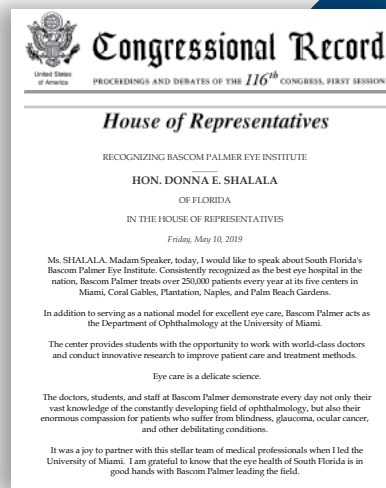 Congressional Record
United States
of America
PROCEEDINGS AND DEBATES OF THE 116th CONGRESS, FIRST SESSION
House of Representatives
RECOGNIZING BASCOM PALMER EYE INSTITUTE
HON. DONNA E. SHALALA
OF FLORIDA
IN THE HOUSE OF REPRESENTATIVES
Friday, May 10, 2019
Ms. SHALALA. Madam Speaker, today, I would like to speak about South Florida's
Bascom Palmer Eye Institute. Consistently recognized as the best eye hospital in the
nation, Bascom Palmer treats over 250,000 patients every year at its five centers in
Miami, Coral Gables, Plantation, Naples, and Palm Beach Gardens.
In addition to serving as a national model for excellent eye care, Bascom Palmer acts as
the Department of Ophthalmology at the University of Miami.
The center provides students with the opportunity to work with world-class doctors
and conduct innovative research to improve patient care and treatment methods.
Eye care is a delicate science.
The doctors, students, and staff at Bascom Palmer demonstrate every day not only their
vast knowledge of the constantly developing field of ophthalmology, but also their
enormous compassion for patients who suffer from blindness, glaucoma, ocular cancer,
and other debilitating conditions.
It was a joy to partner with this stellar team of medical professionals when I led the
University of Miami. I am grateful to know that the eye health of South Florida is in
good hands with Bascom Palmer leading the field.